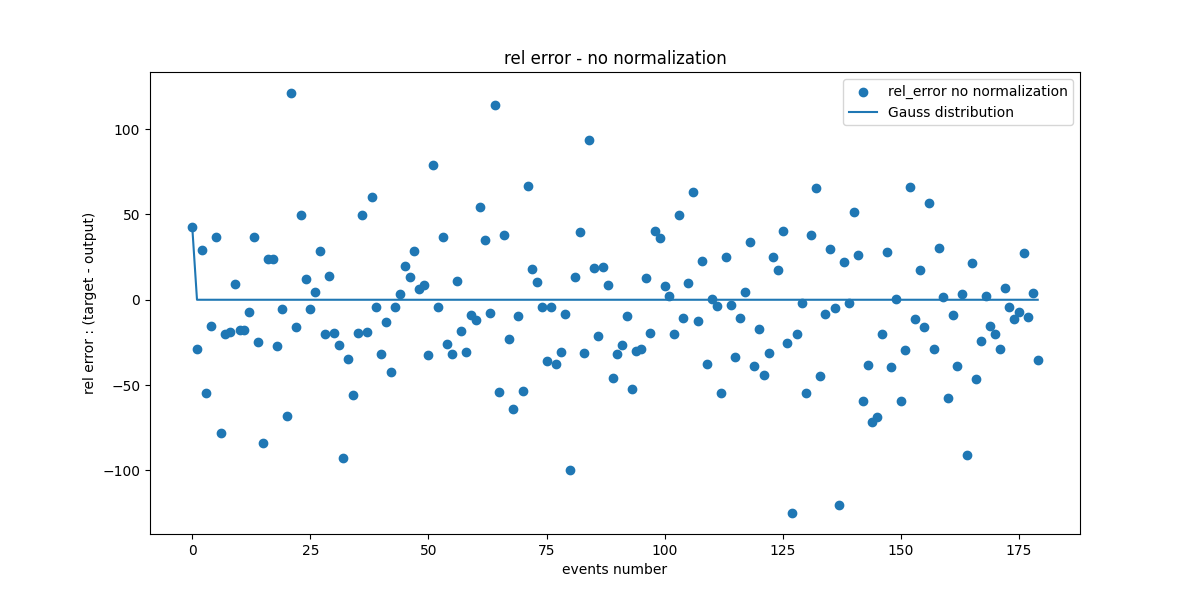 rel error - no normalization
rel_error no normalization
Gauss distribution
rel error : (target - output)
100
50
0
−50
−100
0 25 50 75 100 125 150 175
events number